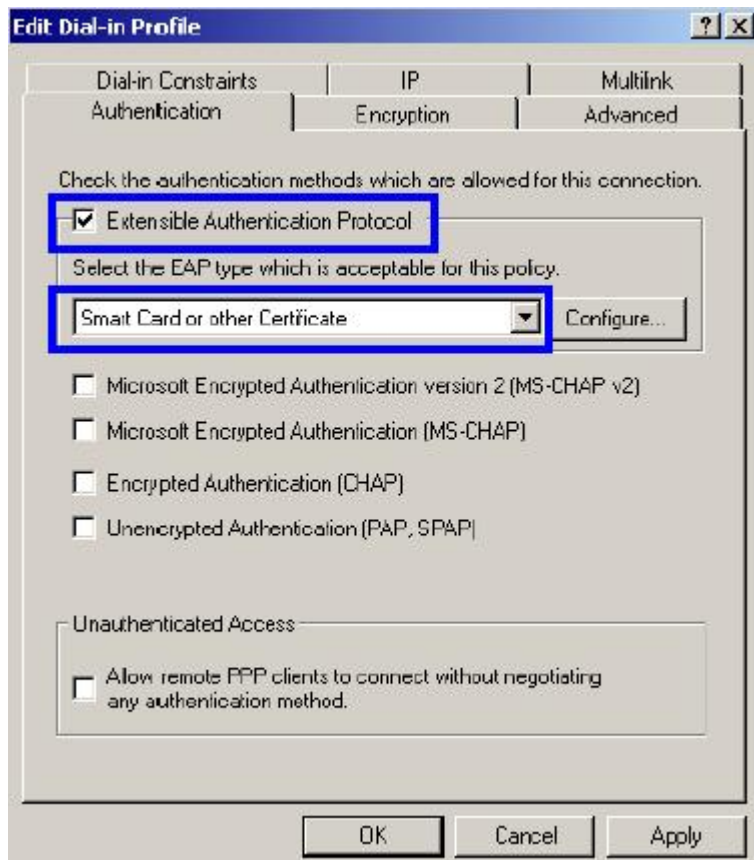 Edit Dial-in Profile
Dial-in Constraints IP Multilink
Authentication Encryption Advanced
Check the authentication methods which are allowed for this connection.
Extensible Authentication Protocol
Select the EAP type which is acceptable for this policy.
Smart Card or other Certificate Configure...
Microsoft Encrypted Authentication version 2 (MS-CHAP v2)
Microsoft Encrypted Authentication (MS-CHAP)
Encrypted Authentication (CHAP)
Unencrypted Authentication (PAP, SPAP)
Unauthenticated Access
Allow remote PPP clients to connect without negotiating
any authentication method.
OK Cancel Apply